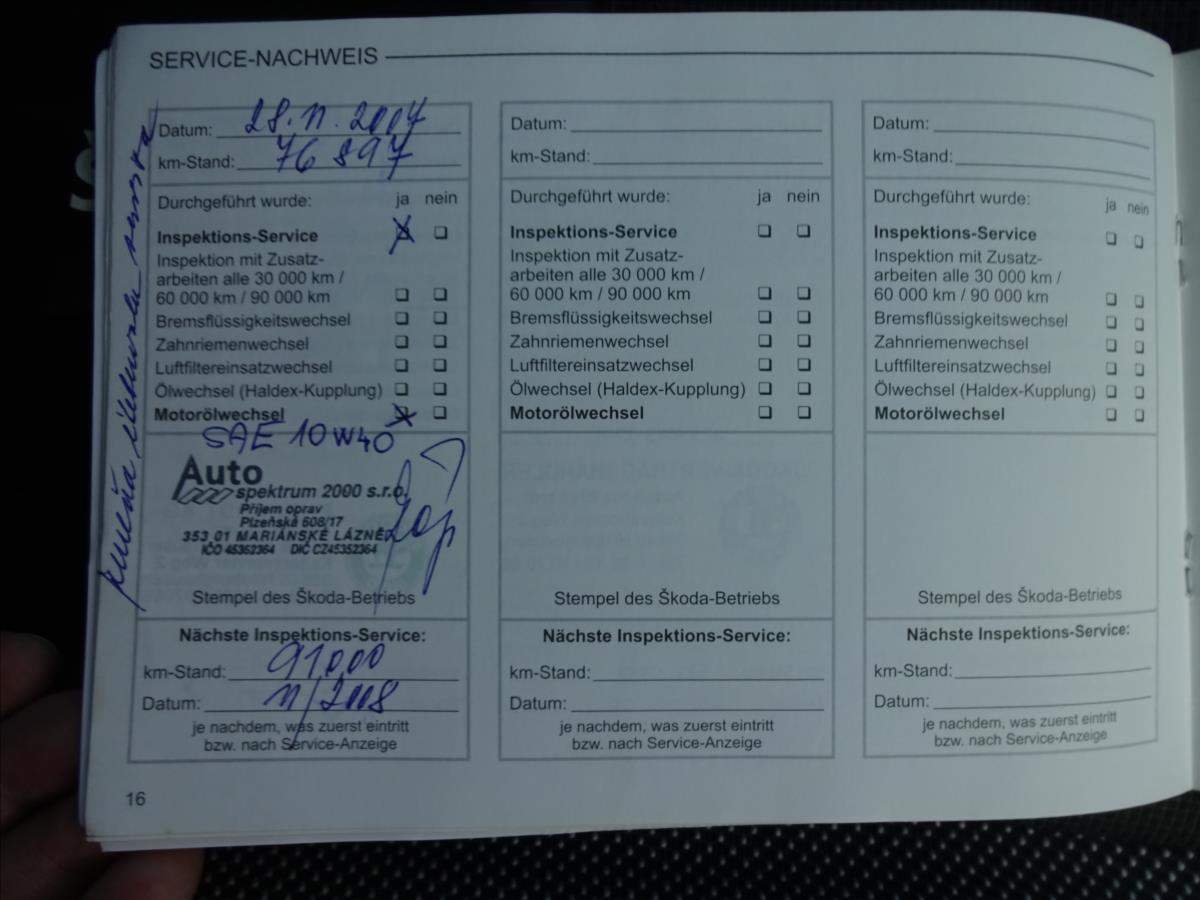 SERVICE-NACHWEIS
Datum: 28.11.2007
km-Stand: 76 897
Durchgeführt wurde: ja nein
Inspektions-Service
Inspektion mit Zusatz-
arbeiten alle 30 000 km /
60 000 km / 90 000 km
Bremsflüssigkeitswechsel
Zahnriemenwechsel
Luftfiltereinsatzwechsel
Ölwechsel (Haldex-Kupplung)
Motorölwechsel
SAE 10W40
Auto
spektrum 2000 s.r.o.
Příjem oprav
Plzeňská 608/17
353 01 MARIÁNSKÉ LÁZNĚ
IČO 45352364 DIČ CZ45352364
Stempel des Škoda-Betriebs
Nächste Inspektions-Service:
km-Stand: 91.000
Datum: 11/2008
je nachdem, was zuerst eintritt
bzw. nach Service-Anzeige
Datum:
km-Stand:
Durchgeführt wurde: ja nein
Inspektions-Service
Inspektion mit Zusatz-
arbeiten alle 30 000 km /
60 000 km / 90 000 km
Bremsflüssigkeitswechsel
Zahnriemenwechsel
Luftfiltereinsatzwechsel
Ölwechsel (Haldex-Kupplung)
Motorölwechsel
Stempel des Škoda-Betriebs
Nächste Inspektions-Service:
km-Stand:
Datum:
je nachdem, was zuerst eintritt
bzw. nach Service-Anzeige
Datum:
km-Stand:
Durchgeführt wurde: ja nein
Inspektions-Service
Inspektion mit Zusatz-
arbeiten alle 30 000 km /
60 000 km / 90 000 km
Bremsflüssigkeitswechsel
Zahnriemenwechsel
Luftfiltereinsatzwechsel
Ölwechsel (Haldex-Kupplung)
Motorölwechsel
Stempel des Škoda-Betriebs
Nächste Inspektions-Service:
km-Stand:
Datum:
je nachdem, was zuerst eintritt
bzw. nach Service-Anzeige
16